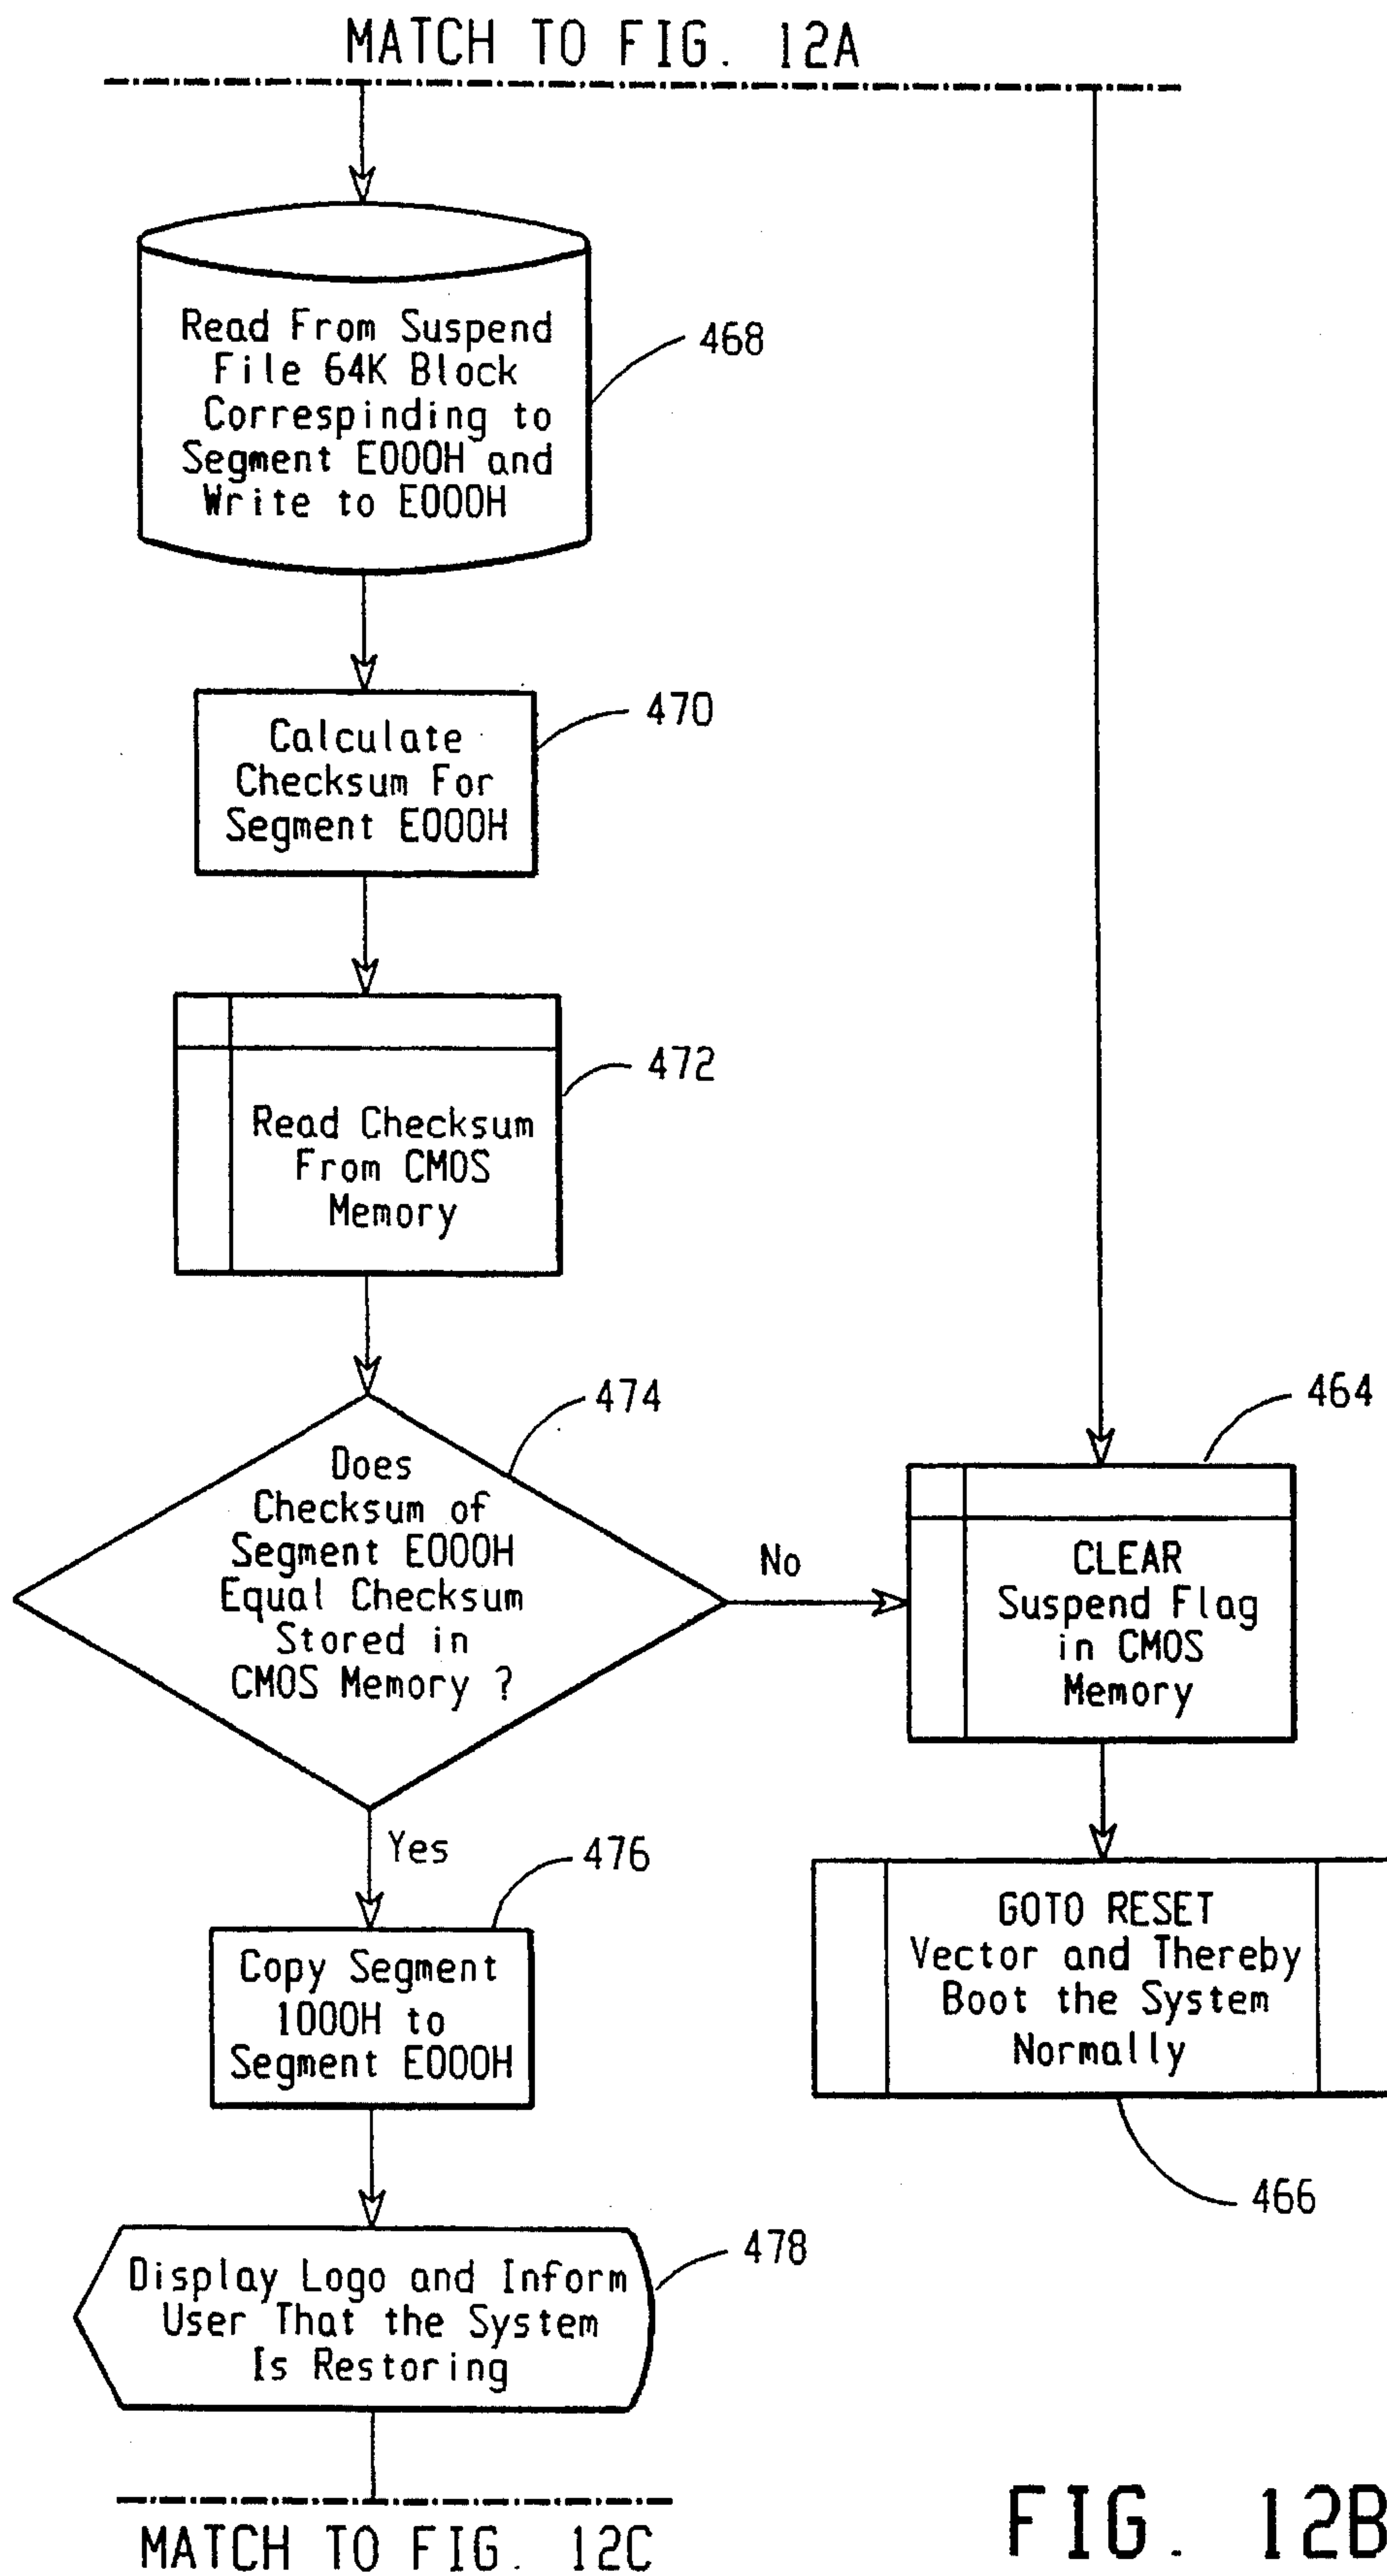 MATCH TO FIG. 12A
Read From Suspend
File 64K Block
Correspinding to
Segment E000H and
Write to E000H
468
Calculate
Checksum For
Segment E000H
470
Read Checksum
From CMOS
Memory
472
Does
Checksum of
Segment E000H
Equal Checksum
Stored in
CMOS Memory ?
474
No
Yes
464
CLEAR
Suspend Flag
in CMOS
Memory
GOTO RESET
Vector and Thereby
Boot the System
Normally
466
Copy Segment
1000H to
Segment E000H
476
Display Logo and Inform
User That the System
Is Restoring
478
MATCH TO FIG. 12C
FIG. 12B